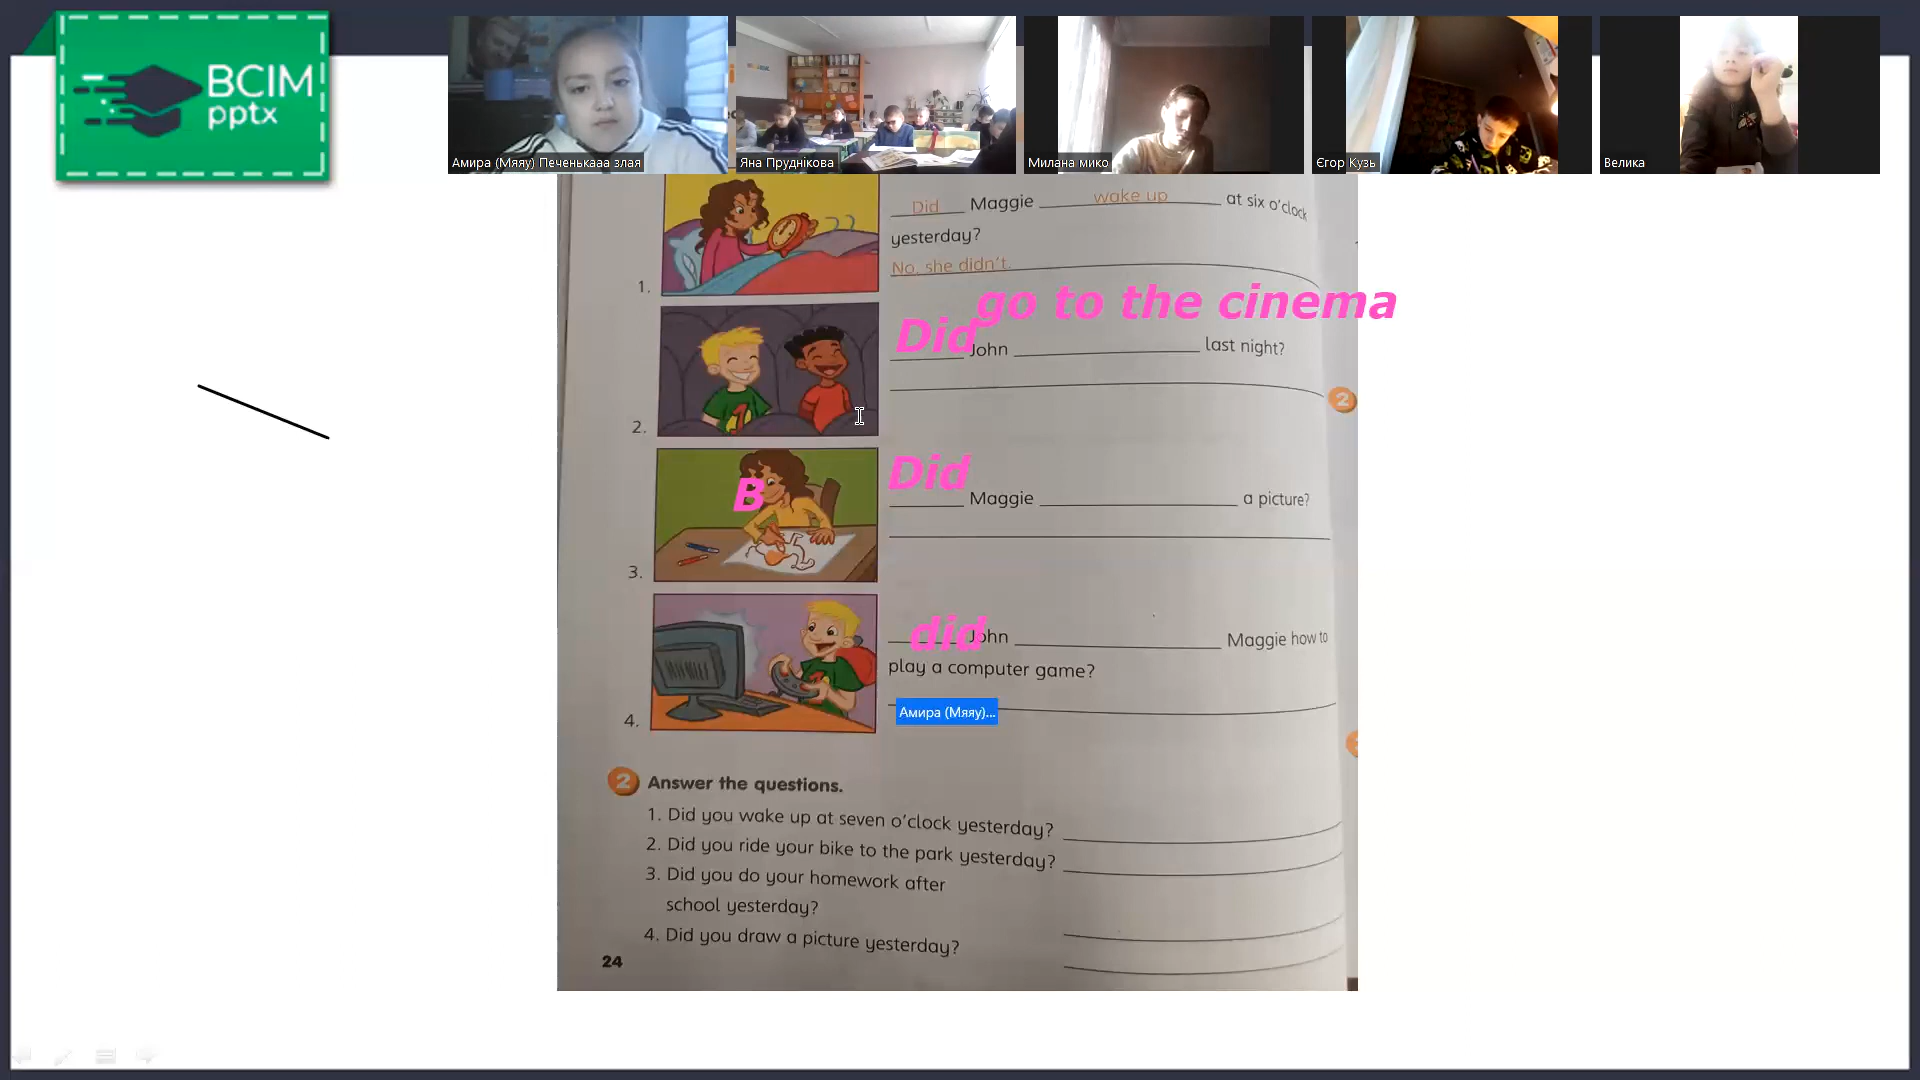 BCIM
pptx
Амира (Мяяу) Печенькааа злая
Яна Пруднікова
Милана мико
Єгор Кузь
Велика
Did Maggie wake up at six o'clock
yesterday?
No, she didn't.
1.
go to the cinema
Did John last night?
2.
2
Did
B
Maggie a picture?
3.
did John Maggie how to
play a computer game?
Амира (Мяяу)...
4.
2 Answer the questions.
1. Did you wake up at seven o'clock yesterday?
2. Did you ride your bike to the park yesterday?
3. Did you do your homework after
school yesterday?
4. Did you draw a picture yesterday?
24